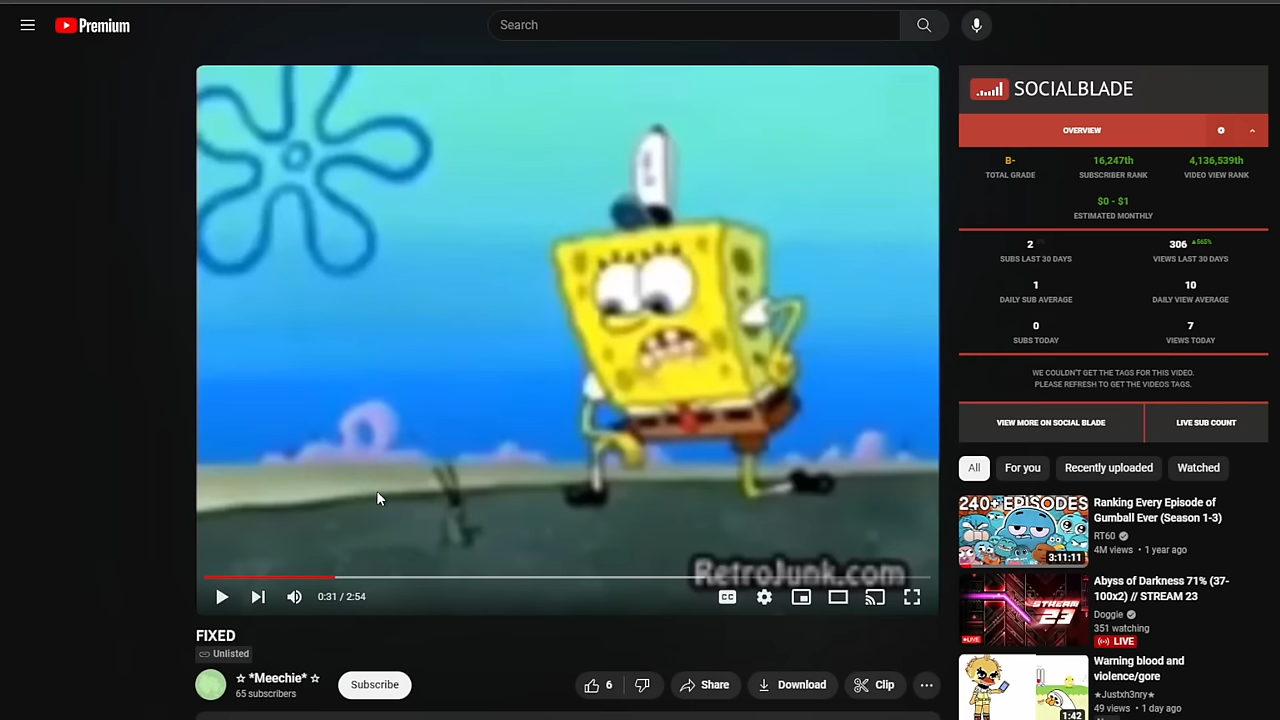 Premium
Search
SOCIALBLADE
OVERVIEW
B-
TOTAL GRADE
16,247th
SUBSCRIBER RANK
4,136,539th
VIDEO VIEW RANK
$0 - $1
ESTIMATED MONTHLY
2
SUBS LAST 30 DAYS
306 ▲565%
VIEWS LAST 30 DAYS
1
DAILY SUB AVERAGE
10
DAILY VIEW AVERAGE
0
SUBS TODAY
7
VIEWS TODAY
WE COULDN'T GET THE TAGS FOR THIS VIDEO.
PLEASE REFRESH TO GET THE VIDEOS TAGS.
VIEW MORE ON SOCIAL BLADE
LIVE SUB COUNT
RetroJunk.com
0:31 / 2:54
CC
FIXED
Unlisted
☆ *Meechie* ☆
65 subscribers
Subscribe
6
Share
Download
Clip
All
For you
Recently uploaded
Watched
240+ EPISODES
3:11:11
Ranking Every Episode of
Gumball Ever (Season 1-3)
RT60
4M views • 1 year ago
STREAM
23
LIVE
Abyss of Darkness 71% (37-
100x2) // STREAM 23
Doggie
351 watching
LIVE
1:42
Warning blood and
violence/gore
★Justxh3nry★
49 views • 1 day ago